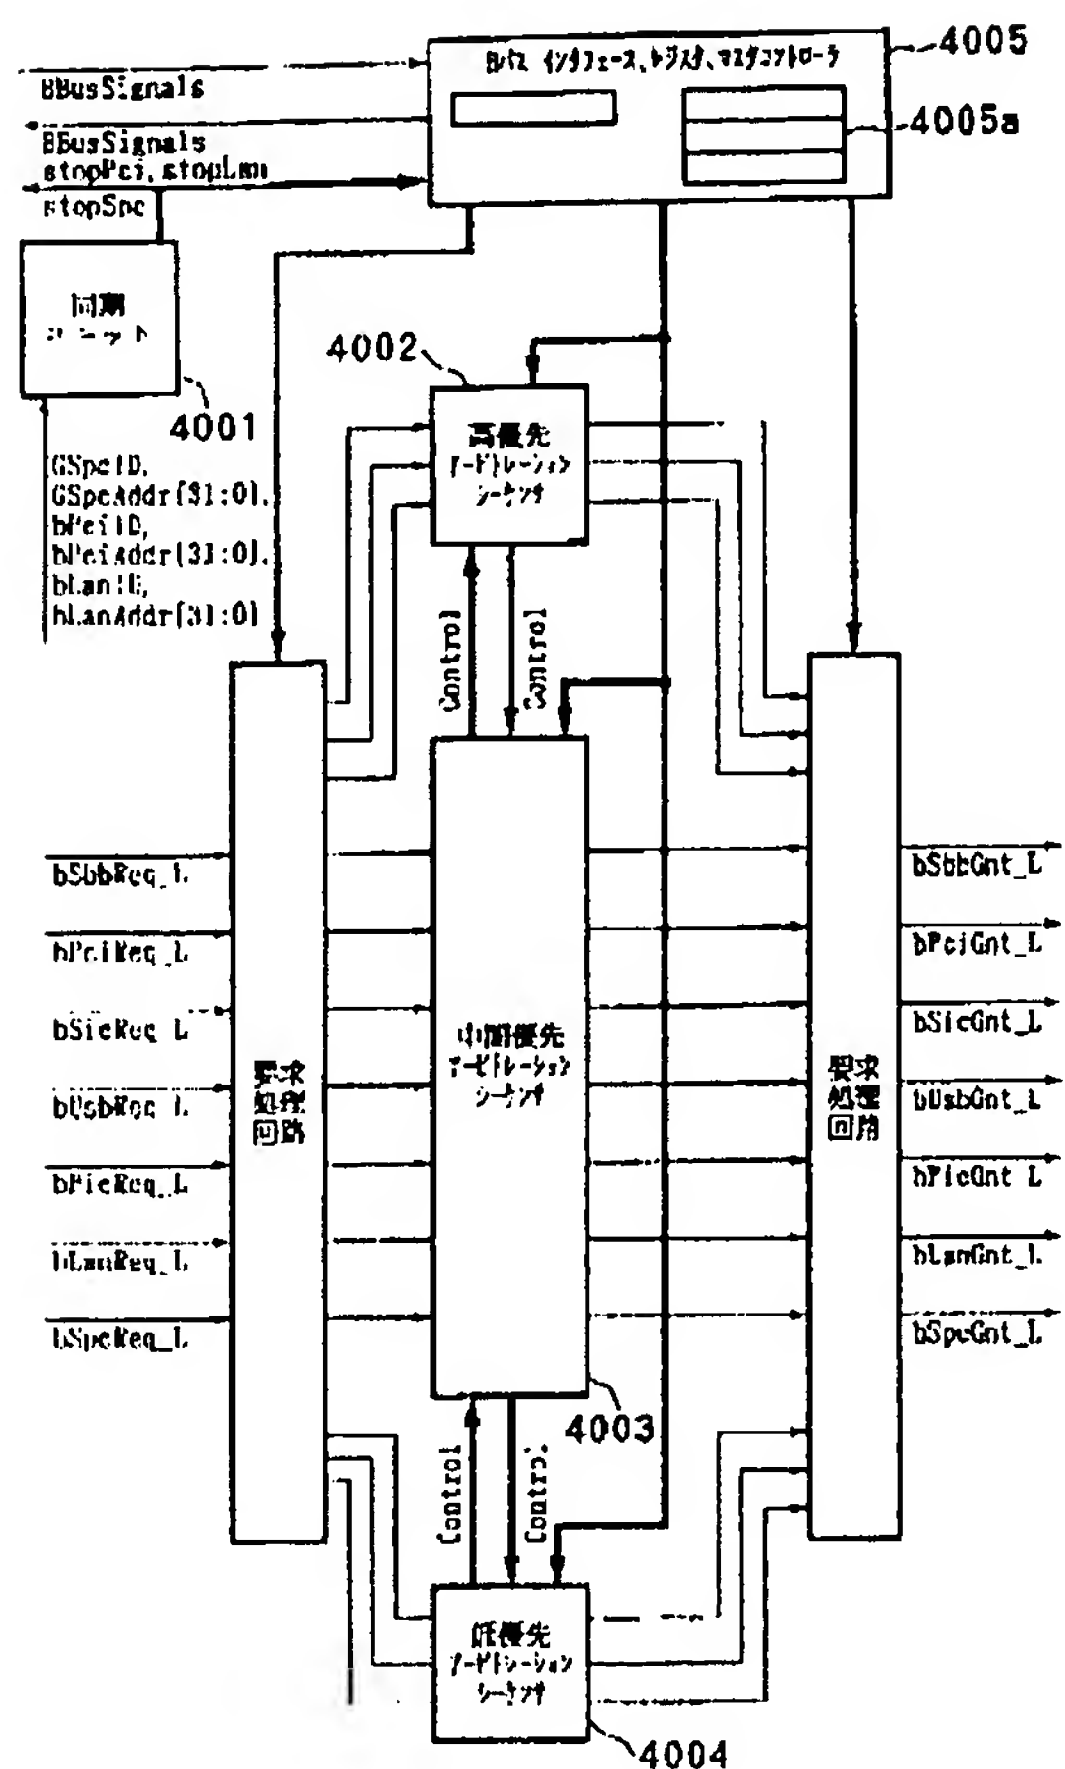 Bバス インタフェース、レジスタ、マスタコントローラ
4005
BBusSignals
4005a
BBusSignals
stopPci, stopLan
stopSpc
同期
ユニット
4001
4002
高優先
アービトレーション
シーケンサ
GSpcID,
GSpcAddr[31:0],
bPciID,
bPciAddr[31:0],
bLanID,
bLanAddr[31:0]
Control
Control
bSbbReq_L
bPciReq_L
bSicReq_L
bUsbReq_L
bPicReq_L
bLanReq_L
bSpcReq_L
要求
処理
回路
中間優先
アービトレーション
シーケンサ
4003
要求
処理
回路
bSbbGnt_L
bPciGnt_L
bSicGnt_L
bUsbGnt_L
bPicGnt_L
bLanGnt_L
bSpcGnt_L
Control
Control
低優先
アービトレーション
シーケンサ
4004